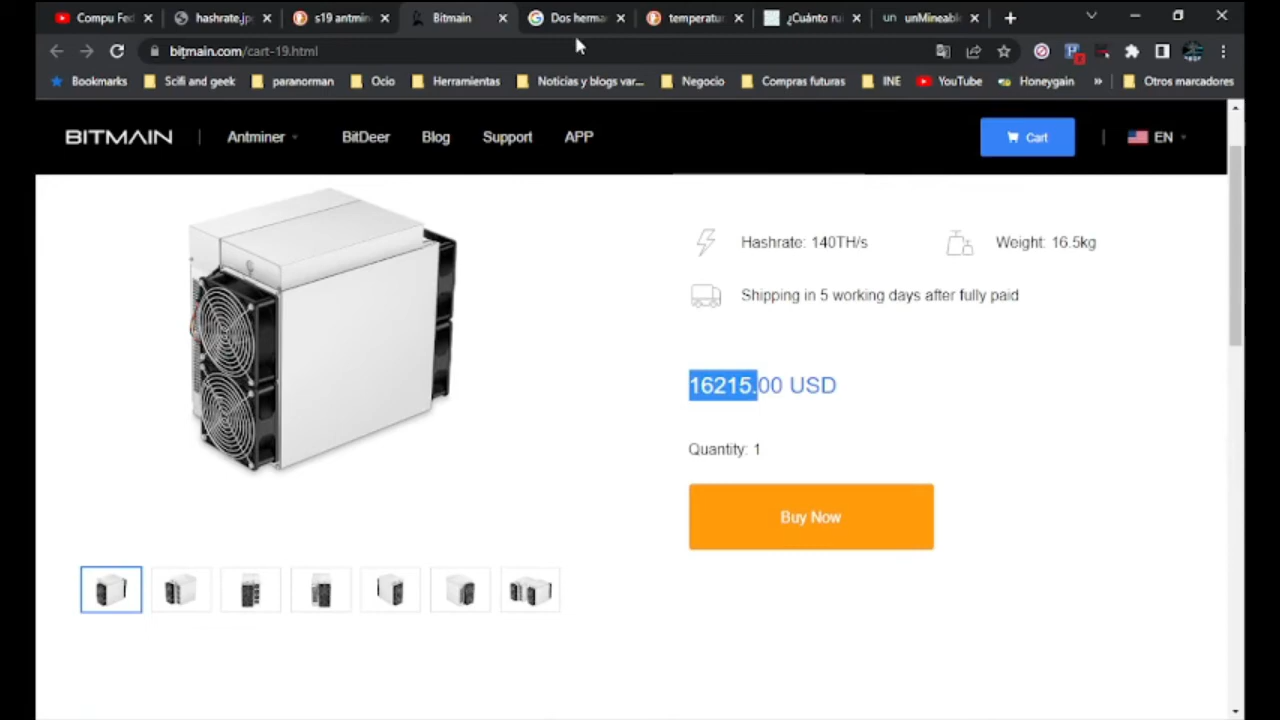 Compu Fed
hashrate.jp
s19 antmin
Bitmain
Dos herma
temperatu
¿Cuánto ru
un unMineabl
bitmain.com/cart-19.html
Bookmarks
Scifi and geek
paranorman
Ocio
Herramientas
Noticias y blogs var...
Negocio
Compras futuras
INE
YouTube
Honeygain
»
Otros marcadores
BITMAIN
Antminer
BitDeer
Blog
Support
APP
Cart
EN
Hashrate: 140TH/s
Weight: 16.5kg
Shipping in 5 working days after fully paid
16215.00 USD
Quantity: 1
Buy Now